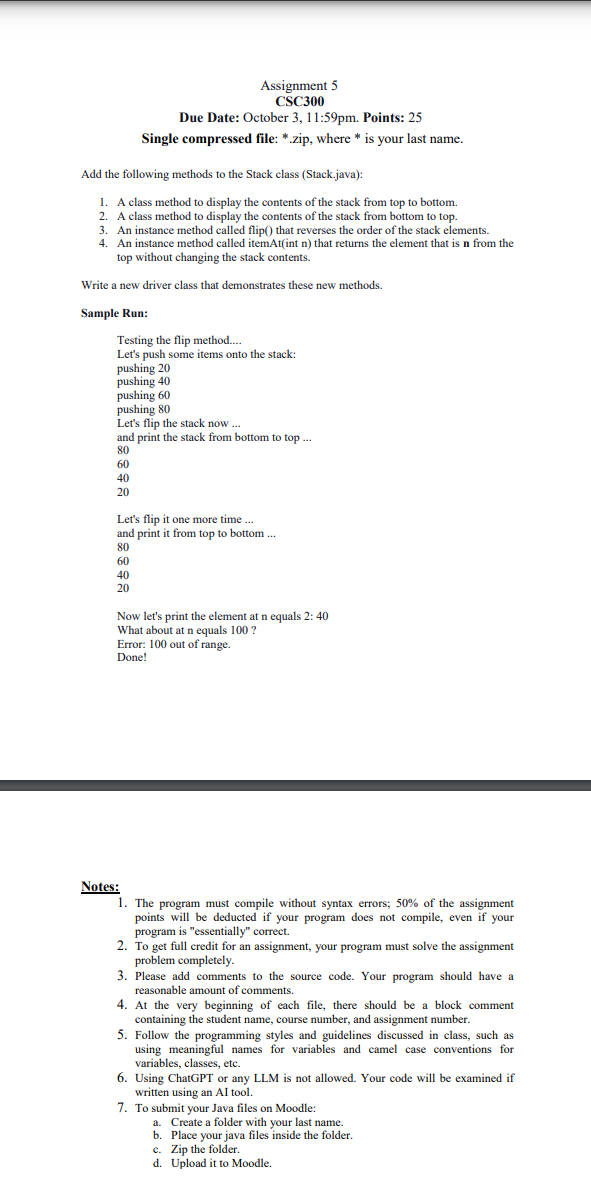 Assignment 5
CSC300
Due Date: October 3, 11:59pm. Points: 25
Single compressed file: *.zip, where * is your last name.
Add the following methods to the Stack class (Stack.java):
1. A class method to display the contents of the stack from top to bottom.
2. A class method to display the contents of the stack from bottom to top.
3. An instance method called flip() that reverses the order of the stack elements.
4. An instance method called itemAt(int n) that returns the element that is n from the
top without changing the stack contents.
Write a new driver class that demonstrates these new methods.
Sample Run:
Testing the flip method....
Let's push some items onto the stack:
pushing 20
pushing 40
pushing 60
pushing 80
Let's flip the stack now ...
and print the stack from bottom to top ...
80
60
40
20
Let's flip it one more time ...
and print it from top to bottom ...
80
60
40
20
Now let's print the element at n equals 2: 40
What about at n equals 100 ?
Error: 100 out of range.
Done!
Notes:
1. The program must compile without syntax errors; 50% of the assignment
points will be deducted if your program does not compile, even if your
program is "essentially" correct.
2. To get full credit for an assignment, your program must solve the assignment
problem completely.
3. Please add comments to the source code. Your program should have a
reasonable amount of comments.
4. At the very beginning of each file, there should be a block comment
containing the student name, course number, and assignment number.
5. Follow the programming styles and guidelines discussed in class, such as
using meaningful names for variables and camel case conventions for
variables, classes, etc.
6. Using ChatGPT or any LLM is not allowed. Your code will be examined if
written using an AI tool.
7. To submit your Java files on Moodle:
a. Create a folder with your last name.
b. Place your java files inside the folder.
c. Zip the folder.
d. Upload it to Moodle.